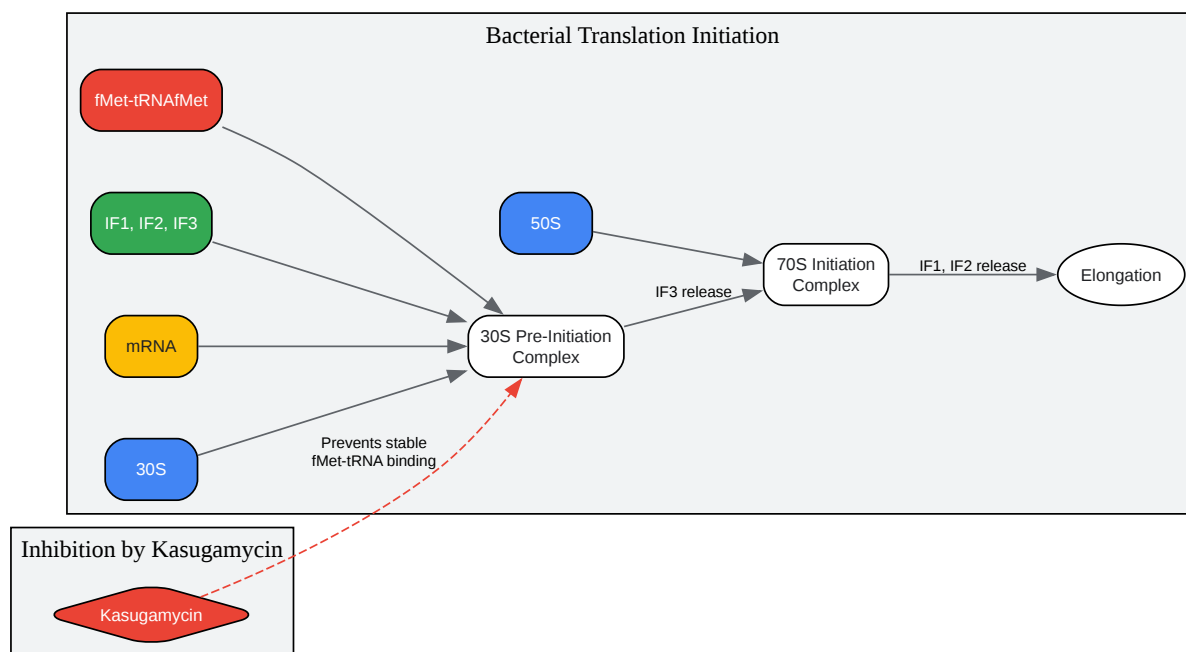 Bacterial Translation Initiation
fMet-tRNAfMet
IF1, IF2, IF3
50S
70S Initiation
Complex
IF1, IF2 release
Elongation
IF3 release
mRNA
30S Pre-Initiation
Complex
30S
Prevents stable
fMet-tRNA binding
Inhibition by Kasugamycin
Kasugamycin